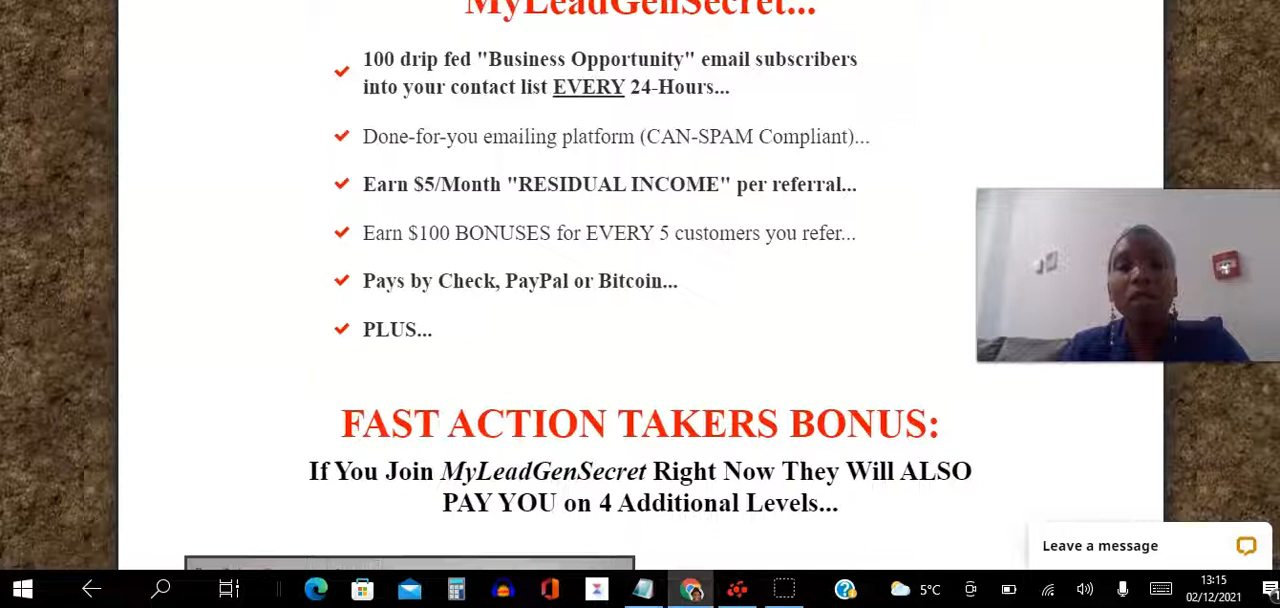 MyLeadGenSecret...
100 drip fed "Business Opportunity" email subscribers
into your contact list EVERY 24-Hours...
Done-for-you emailing platform (CAN-SPAM Compliant)...
Earn $5/Month "RESIDUAL INCOME" per referral...
Earn $100 BONUSES for EVERY 5 customers you refer...
Pays by Check, PayPal or Bitcoin...
PLUS...
FAST ACTION TAKERS BONUS:
If You Join MyLeadGenSecret Right Now They Will ALSO
PAY YOU on 4 Additional Levels...
Leave a message
5°C
13:15
02/12/2021